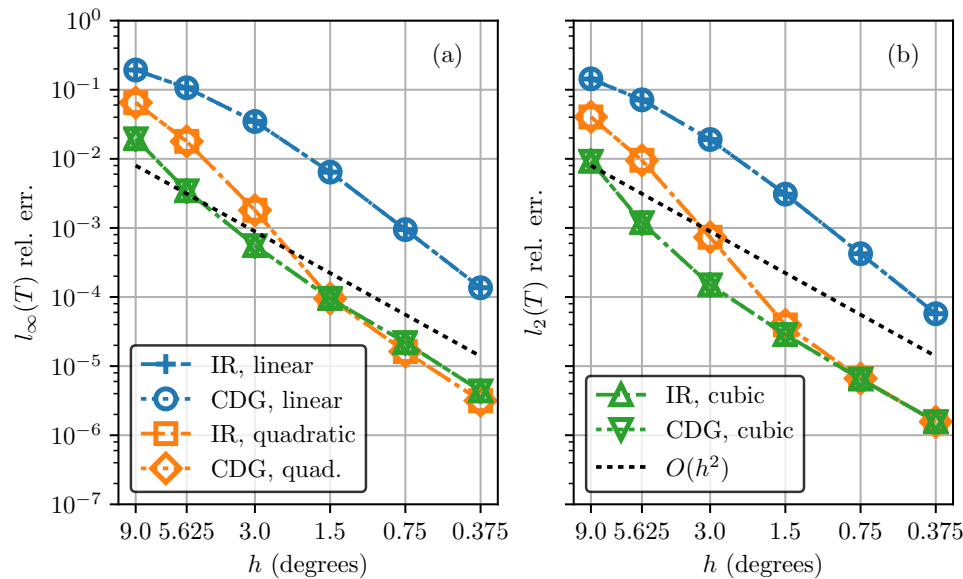 (a)
l∞(T) rel. err.
10⁰
10⁻¹
10⁻²
10⁻³
10⁻⁴
10⁻⁵
10⁻⁶
10⁻⁷
IR, linear
CDG, linear
IR, quadratic
CDG, quad.
9.0 5.625 3.0 1.5 0.75 0.375
h (degrees)
(b)
l₂(T) rel. err.
IR, cubic
CDG, cubic
O(h²)
9.0 5.625 3.0 1.5 0.75 0.375
h (degrees)